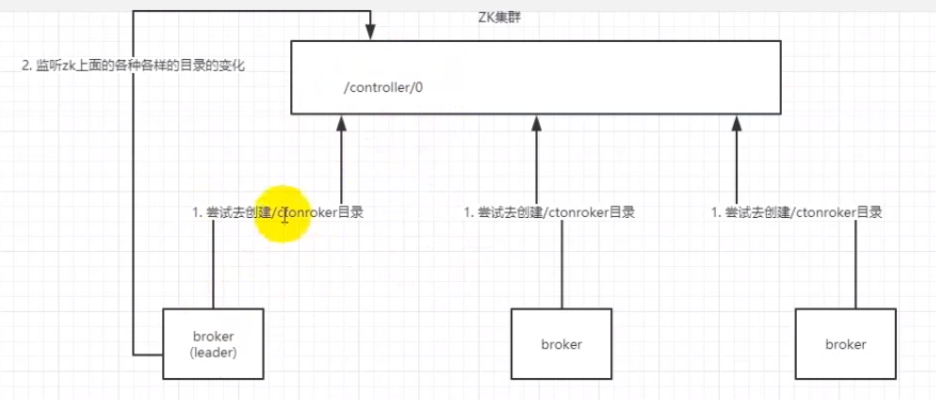 ZK集群
2. 监听zk上面的各种各样的目录的变化
/controller/0
1. 尝试去创建/ctonroker目录
1. 尝试去创建/ctonroker目录
1. 尝试去创建/ctonroker目录
broker
(leader)
broker
broker